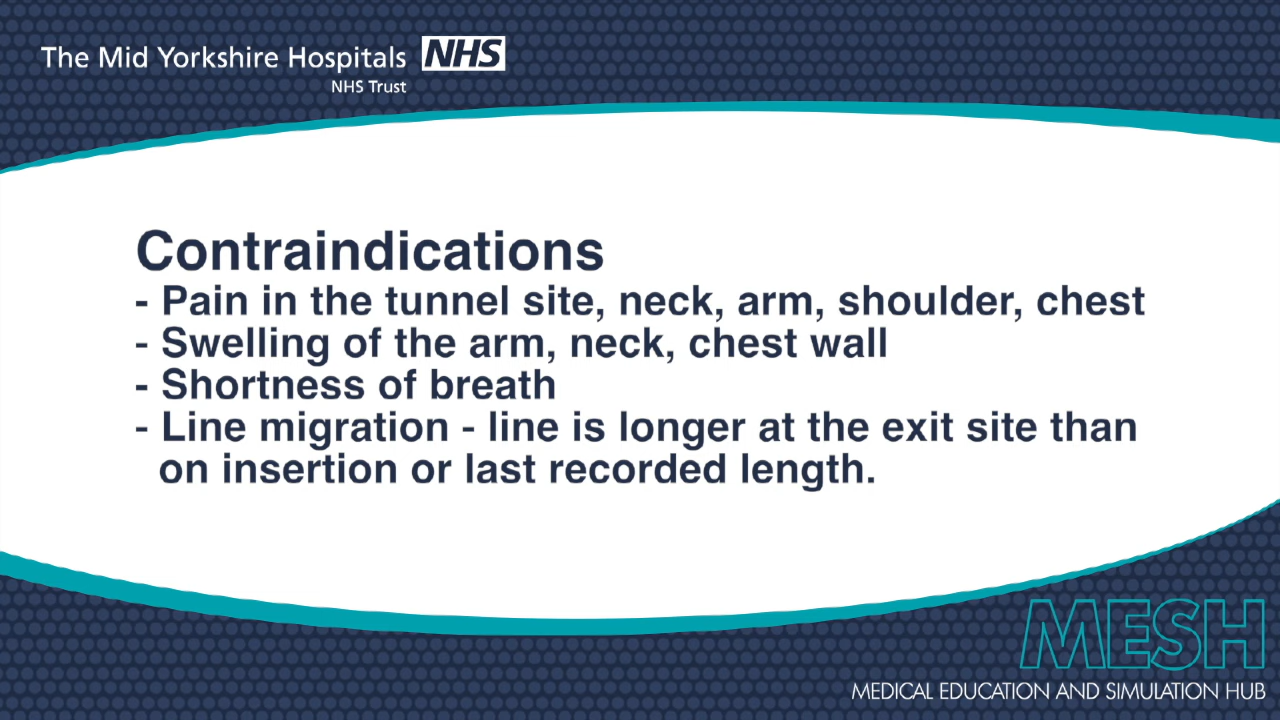 The Mid Yorkshire Hospitals NHS
NHS Trust
Contraindications
- Pain in the tunnel site, neck, arm, shoulder, chest
- Swelling of the arm, neck, chest wall
- Shortness of breath
- Line migration - line is longer at the exit site than
on insertion or last recorded length.
MESH
MEDICAL EDUCATION AND SIMULATION HUB